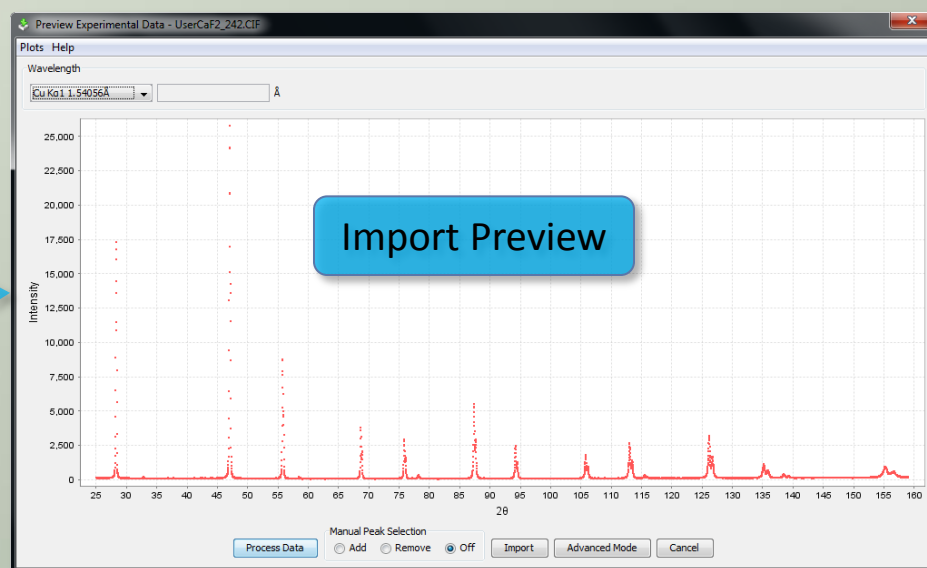 Preview Experimental Data - UserCaF2_242.CIF
Plots Help
Wavelength
Cu Kα1 1.54056Å Å
Import Preview
Intensity
25,000
22,500
20,000
17,500
15,000
12,500
10,000
7,500
5,000
2,500
0
25 30 35 40 45 50 55 60 65 70 75 80 85 90 95 100 105 110 115 120 125 130 135 140 145 150 155 160
2θ
Manual Peak Selection
Process Data Add Remove Off Import Advanced Mode Cancel